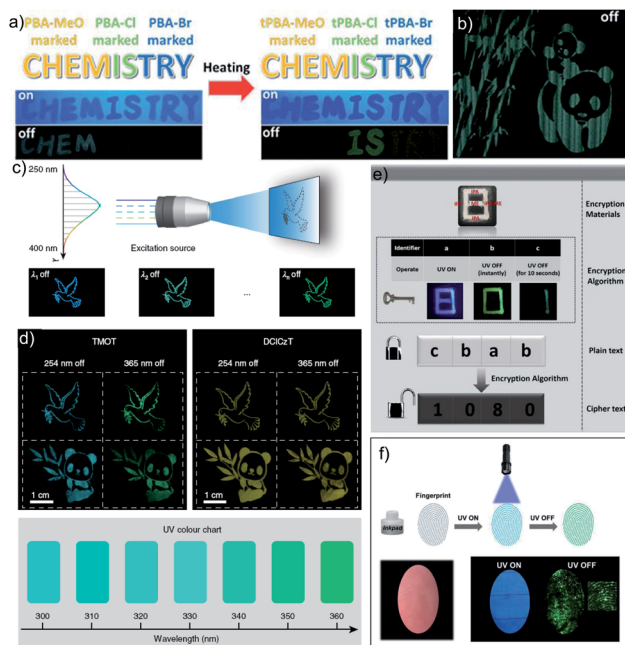 a)
PBA-MeO PBA-Cl PBA-Br
marked marked marked
CHEMISTRY
on
CHEMISTRY
off
CHEM
Heating
tPBA-MeO tPBA-Cl tPBA-Br
marked marked marked
CHEMISTRY
on
CHEMISTRY
off
IS
b)
off
c)
250 nm
400 nm
Excitation source
λ1 off
λ2 off
...
λn off
d)
TMOT
254 nm off 365 nm off
1 cm
DCICzT
254 nm off 365 nm off
1 cm
UV colour chart
300 310 320 330 340 350 360
Wavelength (nm)
e)
Encryption
Materials
Identifier a b c
Operate UV ON UV OFF
(instantly) UV OFF
(for 10 seconds)
Encryption
Algorithm
c b a b
Plain text
Encryption Algorithm
1 0 8 0
Cipher text
f)
Fingerprint
Inkpad
UV ON
UV OFF
UV ON UV OFF